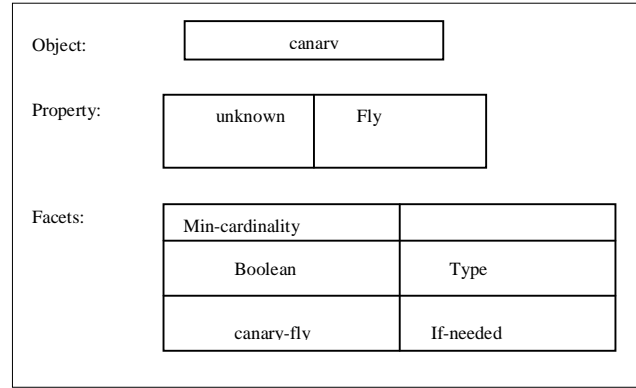 Object: canary
Property: unknown Fly
Facets: Min-cardinality
Boolean Type
canary-fly If-needed